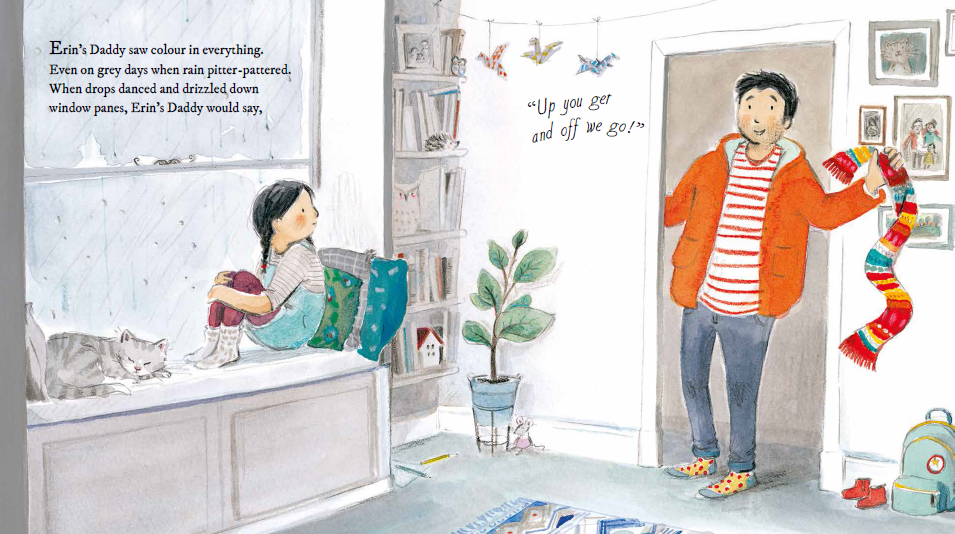 Erin's Daddy saw colour in everything.
Even on grey days when rain pitter-pattered.
When drops danced and drizzled down
window panes, Erin's Daddy would say,
“Up you get
and off we go!”